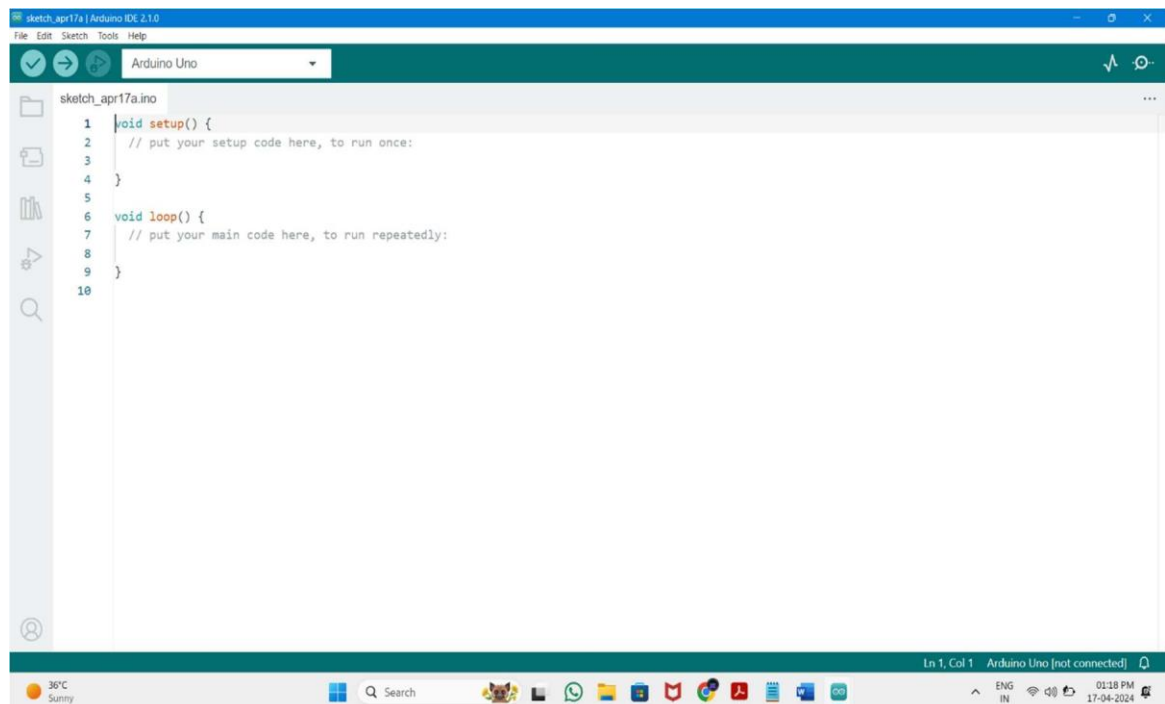 sketch_apr17a | Arduino IDE 2.1.0
File Edit Sketch Tools Help
Arduino Uno
sketch_apr17a.ino
1 void setup() {
2 // put your setup code here, to run once:
3
4 }
5
6 void loop() {
7 // put your main code here, to run repeatedly:
8
9 }
10
Ln 1, Col 1 Arduino Uno [not connected]
36°C
Sunny
Search
ENG
IN
01:18 PM
17-04-2024